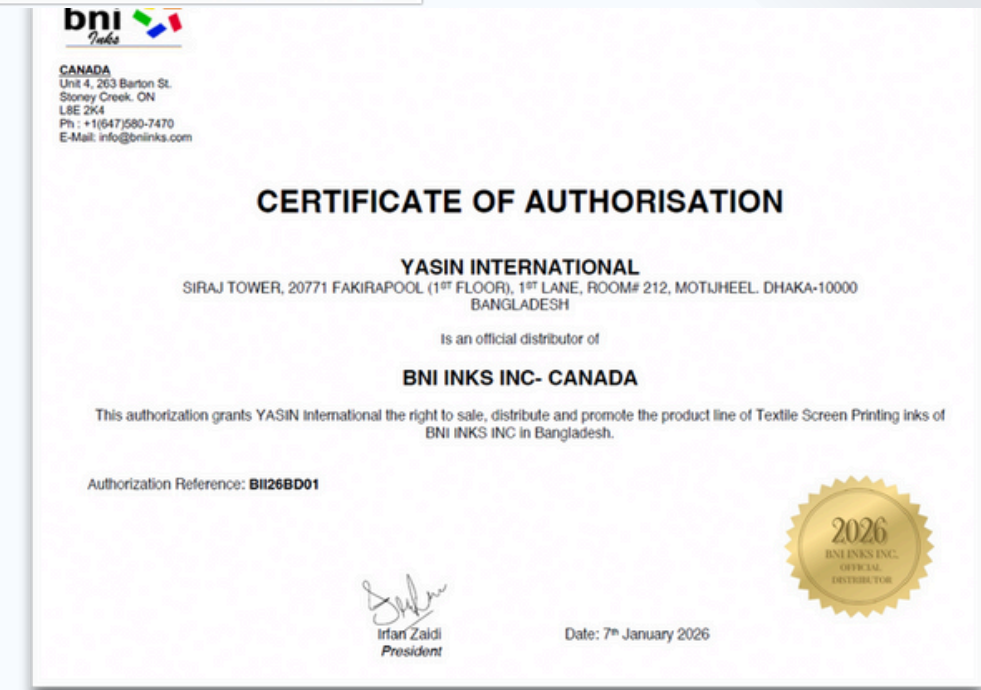 bni
Inks
CANADA
Unit 4, 263 Barton St.
Stoney Creek. ON
L8E 2K4
Ph : +1(647)580-7470
E-Mail: info@bniinks.com
CERTIFICATE OF AUTHORISATION
YASIN INTERNATIONAL
SIRAJ TOWER, 20771 FAKIRAPOOL (1ST FLOOR), 1ST LANE, ROOM# 212, MOTIJHEEL. DHAKA-10000
BANGLADESH
Is an official distributor of
BNI INKS INC- CANADA
This authorization grants YASIN International the right to sale, distribute and promote the product line of Textile Screen Printing inks of
BNI INKS INC in Bangladesh.
Authorization Reference: BII26BD01
2026
BNI INKS INC.
OFFICIAL
DISTRIBUTOR
Irfan Zaidi
President
Date: 7th January 2026